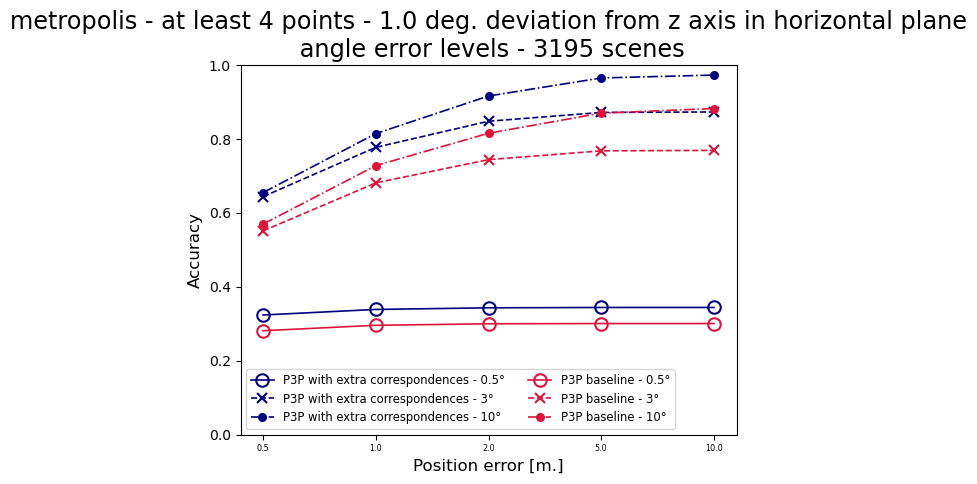 metropolis - at least 4 points - 1.0 deg. deviation from z axis in horizontal plane
angle error levels - 3195 scenes
1.0
0.8
0.6
0.4
0.2
0.0
Accuracy
P3P with extra correspondences - 0.5°
P3P with extra correspondences - 3°
P3P with extra correspondences - 10°
P3P baseline - 0.5°
P3P baseline - 3°
P3P baseline - 10°
0.5 1.0 2.0 5.0 10.0
Position error [m.]